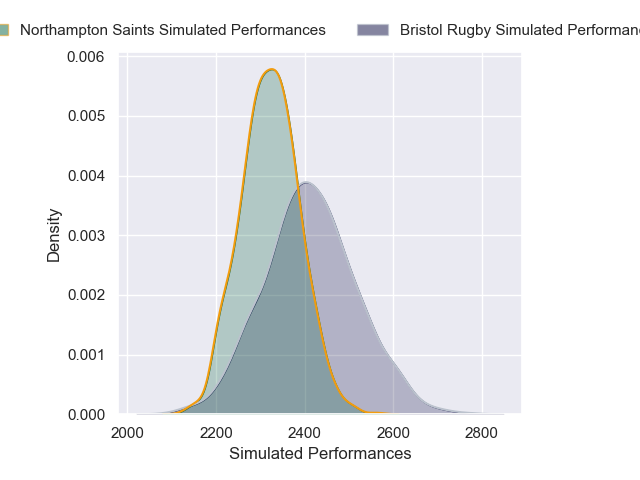 Northampton Saints Simulated Performances
Bristol Rugby Simulated
0.006
0.005
0.004
0.003
0.002
0.001
0.000
Density
2000 2200 2400 2600 2800
Simulated Performances